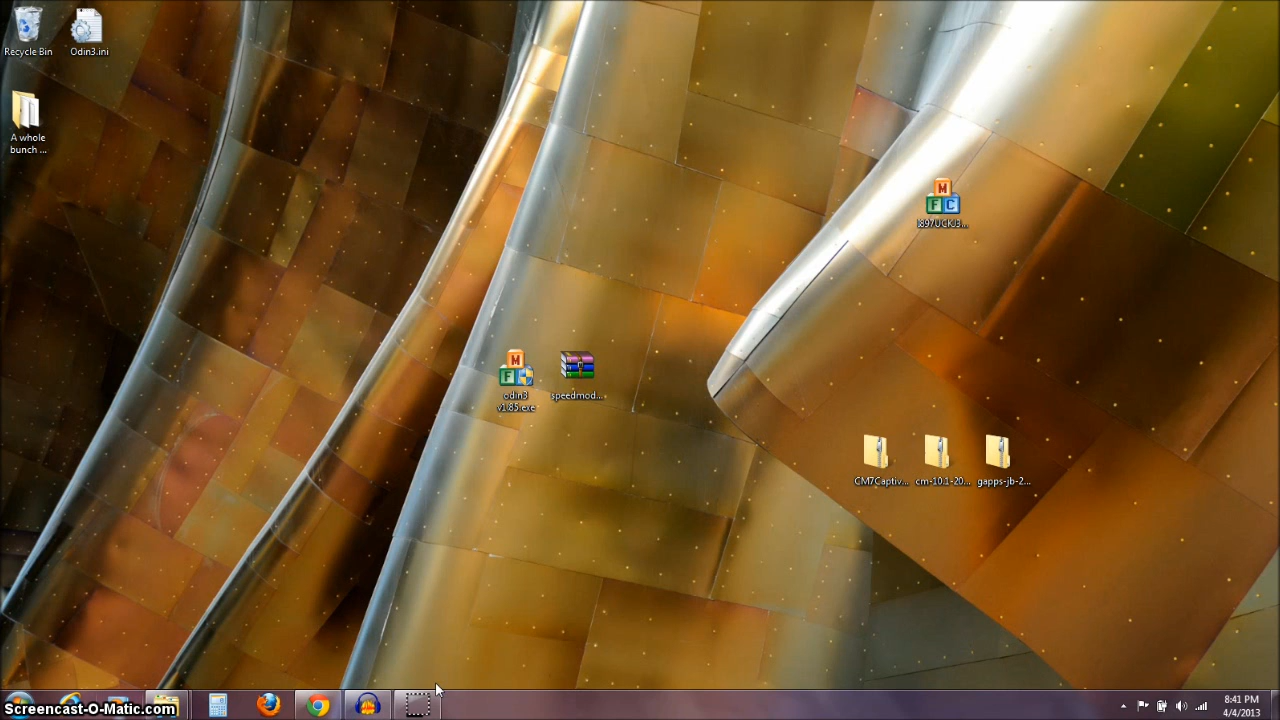 Recycle Bin
Odin3.ini
A whole
bunch ...
M
F C
I897UCKJ3...
M
F
odin3
v1.85.exe
speedmod...
CM7Captiv...
cm-10.1-20...
gapps-jb-2...
Screencast-O-Matic.com
8:41 PM
4/4/2013